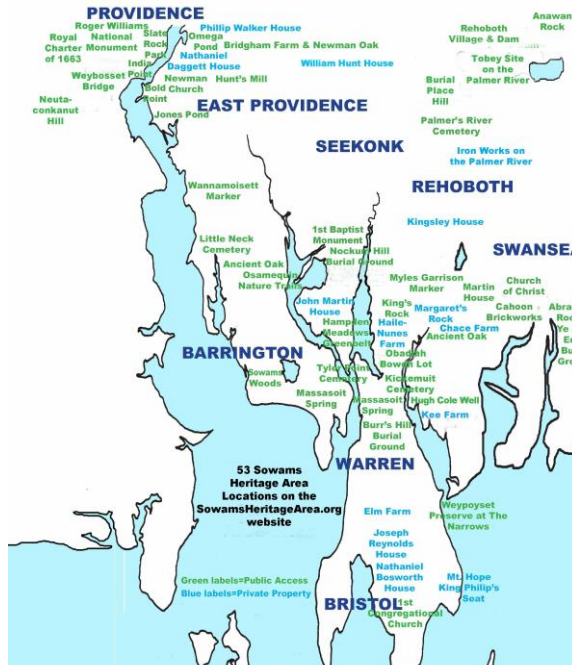 PROVIDENCE
Roger Williams
National
Monument
Royal
Charter
of 1663
Slate
Rock
Park
Omega
Pond
Phillip Walker House
Nathaniel
Daggett House
Bridgham Farm & Newman Oak
William Hunt House
Rehoboth
Village & Dam
Anawan
Rock
Tobey Site
on the
Palmer River
India
Point
Weybosset
Bridge
Newman
Church
Hunt's Mill
Bold
Point
Neuta-
conkanut
Hill
Burial
Place
Hill
EAST PROVIDENCE
Jones Pond
Palmer's River
Cemetery
SEEKONK
Iron Works on
the Palmer River
REHOBOTH
Wannamoisett
Marker
Kingsley House
1st Baptist
Monument
Little Neck
Cemetery
Nockum Hill
Burial Ground
SWANSEA
Ancient Oak
Osamequin
Nature Trails
Myles Garrison
Marker
Martin
House
Church
of Christ
John Martin
House
King's
Rock
Margaret's
Rock
Cahoon
Brickworks
Chace Farm
Hampden
Meadows
Greenbelt
Haile-
Nunes
Farm
Ancient Oak
BARRINGTON
Obadiah
Bowen Lot
Tyler Point
Cemetery
Sowams
Woods
Kickemuit
Cemetery
Massasoit
Spring
Massasoit
Spring
Hugh Cole Well
Kee Farm
Burr's Hill
Burial
Ground
WARREN
53 Sowams
Heritage Area
Locations on the
SowamsHeritageArea.org
website
Elm Farm
Weypoyset
Preserve at The
Narrows
Joseph
Reynolds
House
Nathaniel
Bosworth
House
Green labels=Public Access
Blue labels=Private Property
Mt. Hope
King Philip's
Seat
BRISTOL
1st
Congregational
Church